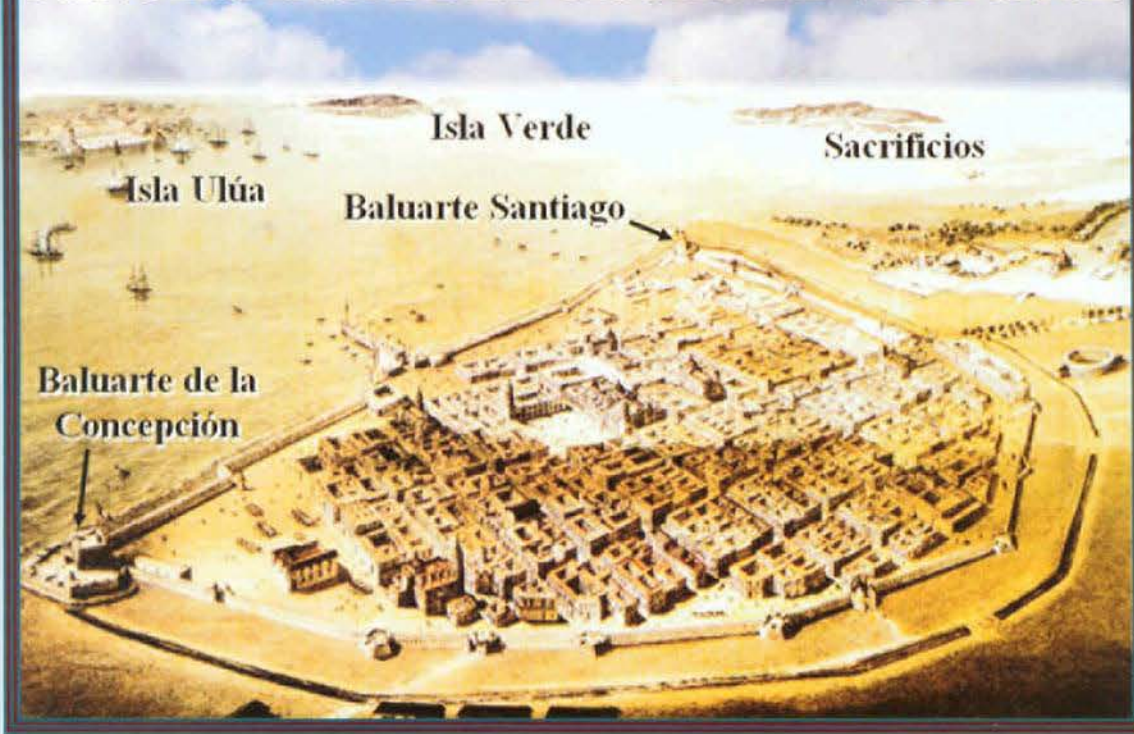 Isla Verde
Sacrificios
Isla Ulúa
Baluarte Santiago
Baluarte de la
Concepción